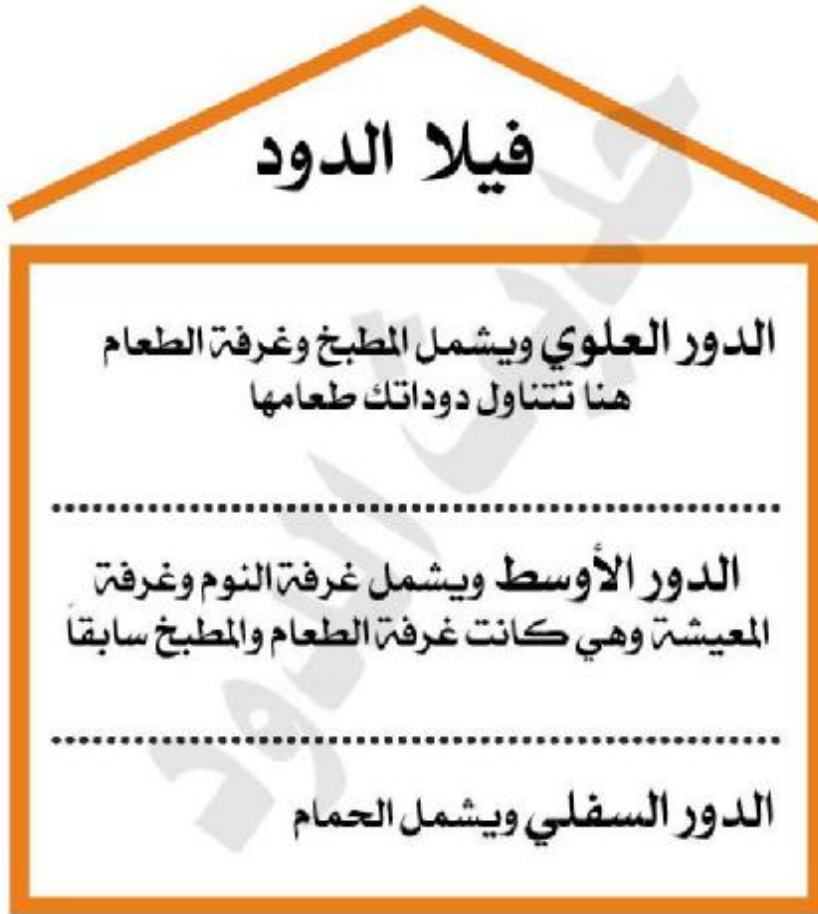 فيلا الدود
الدور العلوي ويشمل المطبخ وغرفة الطعام
هنا تتناول دوداتك طعامها
الدور الأوسط ويشمل غرفة النوم وغرفة
المعيشة وهي كانت غرفة الطعام والمطبخ سابقاً
الدور السفلي ويشمل الحمام